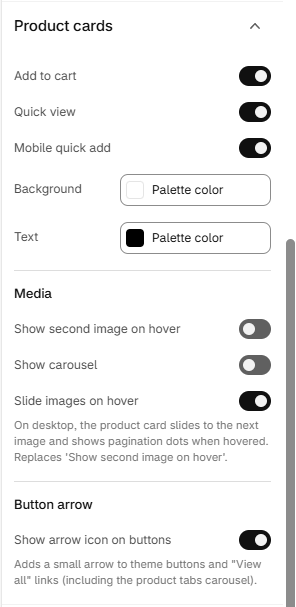 Product cards
Add to cart
Quick view
Mobile quick add
Background
Palette color
Text
Palette color
Media
Show second image on hover
Show carousel
Slide images on hover
On desktop, the product card slides to the next
image and shows pagination dots when hovered.
Replaces 'Show second image on hover'.
Button arrow
Show arrow icon on buttons
Adds a small arrow to theme buttons and "View
all" links (including the product tabs carousel).